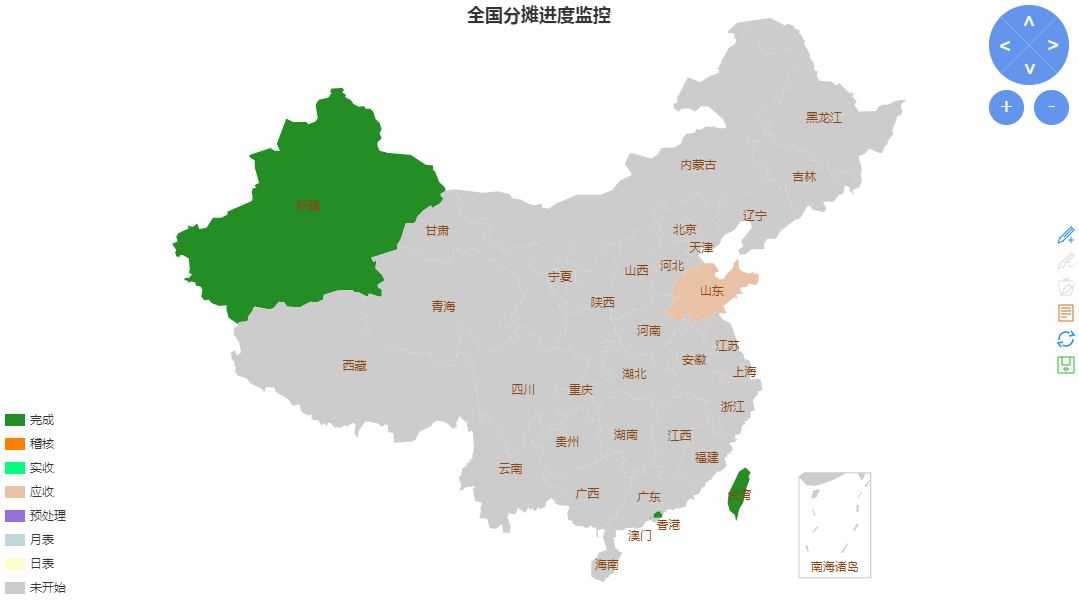 全国分摊进度监控
黑龙江
内蒙古
吉林
新疆
辽宁
甘肃
北京
天津
河北
山西
宁夏
山东
陕西
青海
河南
江苏
安徽
西藏
上海
湖北
四川
重庆
浙江
湖南
江西
贵州
福建
云南
广西
广东
台湾
香港
澳门
海南
南海诸岛
完成
稽核
实收
应收
预处理
月表
日表
未开始